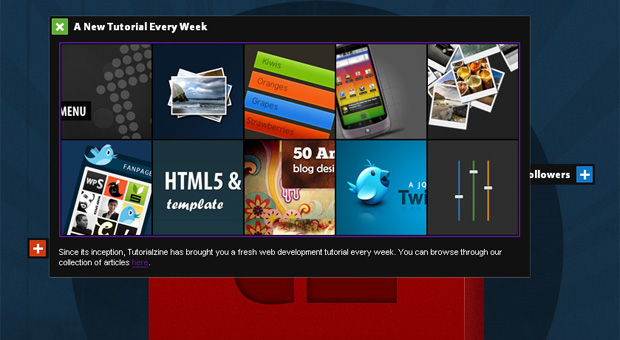 A New Tutorial Every Week
MENU
Kiwis
Oranges
Grapes
Strawberries
FANPAGE
WPS
HTML5 &
template
50 Ar
blog desi
A JQ
Twi
ollowers
Since its inception, Tutorialzine has brought you a fresh web development tutorial every week. You can browse through our
collection of articles here.